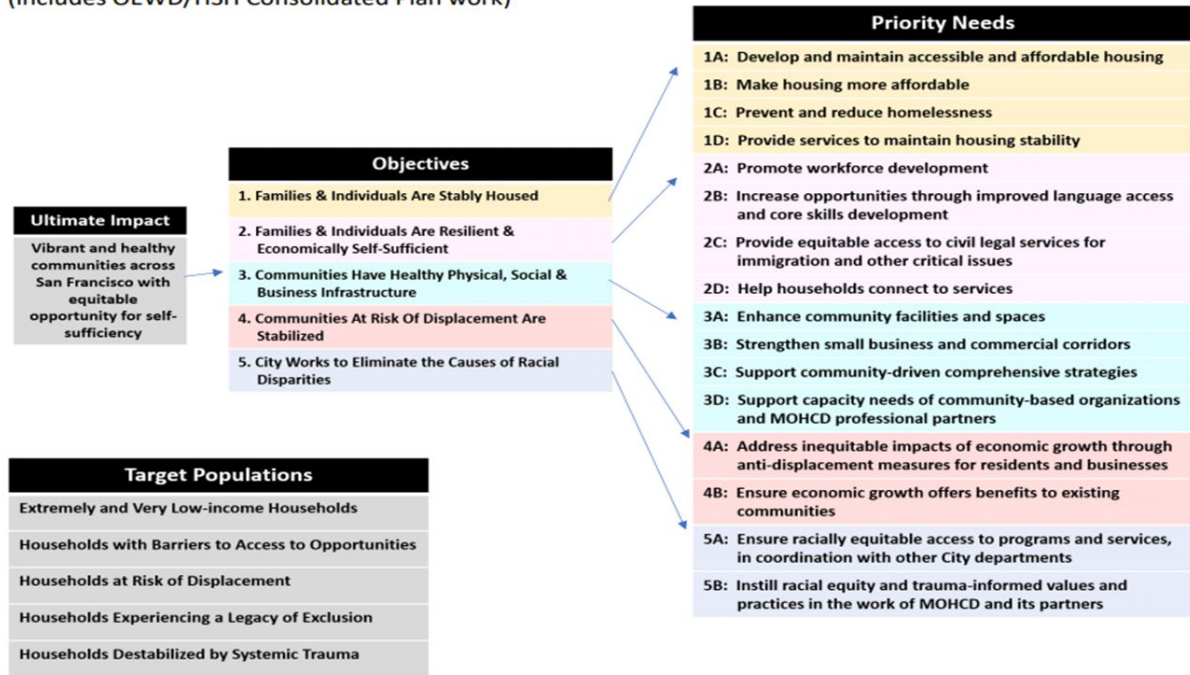 (includes OEWD/HSH Consolidated Plan work)
Priority Needs
1A: Develop and maintain accessible and affordable housing
1B: Make housing more affordable
1C: Prevent and reduce homelessness
1D: Provide services to maintain housing stability
2A: Promote workforce development
2B: Increase opportunities through improved language access
and core skills development
2C: Provide equitable access to civil legal services for
immigration and other critical issues
2D: Help households connect to services
3A: Enhance community facilities and spaces
3B: Strengthen small business and commercial corridors
3C: Support community-driven comprehensive strategies
3D: Support capacity needs of community-based organizations
and MOHCD professional partners
4A: Address inequitable impacts of economic growth through
anti-displacement measures for residents and businesses
4B: Ensure economic growth offers benefits to existing
communities
5A: Ensure racially equitable access to programs and services,
in coordination with other City departments
5B: Instill racial equity and trauma-informed values and
practices in the work of MOHCD and its partners
Objectives
1. Families & Individuals Are Stably Housed
2. Families & Individuals Are Resilient &
Economically Self-Sufficient
3. Communities Have Healthy Physical, Social &
Business Infrastructure
4. Communities At Risk Of Displacement Are
Stabilized
5. City Works to Eliminate the Causes of Racial
Disparities
Ultimate Impact
Vibrant and healthy
communities across
San Francisco with
equitable
opportunity for self-
sufficiency
Target Populations
Extremely and Very Low-income Households
Households with Barriers to Access to Opportunities
Households at Risk of Displacement
Households Experiencing a Legacy of Exclusion
Households Destabilized by Systemic Trauma